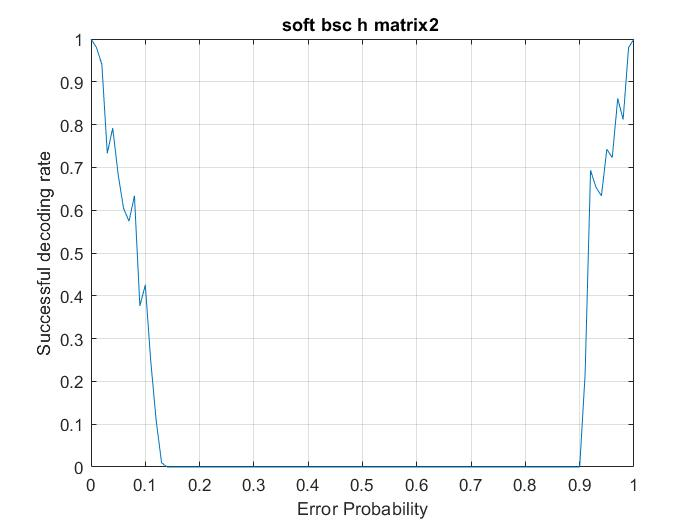 soft bsc h matrix2
1
0.9
0.8
0.7
0.6
0.5
0.4
0.3
0.2
0.1
0
Successful decoding rate
0 0.1 0.2 0.3 0.4 0.5 0.6 0.7 0.8 0.9 1
Error Probability